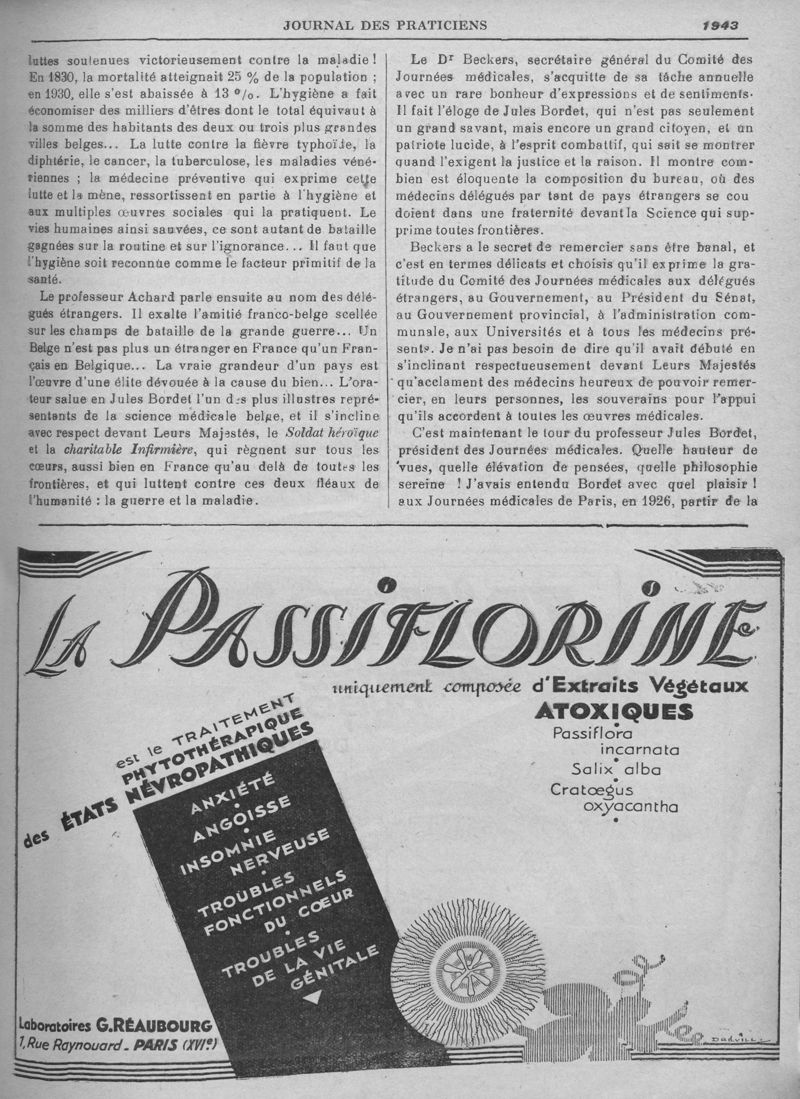 JOURNAL DES PRATICIENS
1943
luttes soutenues victorieusement contre la maladie !
En 1830, la mortalité atteignait 25 % de la population ;
en 1930, elle s'est abaissée à 13 %. L'hygiène a fait
économiser des milliers d'êtres dont le total équivaut à
la somme des habitants des deux ou trois plus grandes
villes belges... La lutte contre la fièvre typhoïde, la
diphtérie, le cancer, la tuberculose, les maladies véné-
riennes ; la médecine préventive qui exprime cette
lutte et la mène, ressortissent en partie à l'hygiène et
aux multiples œuvres sociales qui la pratiquent. Le
vies humaines ainsi sauvées, ce sont autant de bataille
gagnées sur la routine et sur l'ignorance... Il faut que
l'hygiène soit reconnue comme le facteur primitif de la
santé.
Le professeur Achard parle ensuite au nom des délé-
gués étrangers. Il exalte l'amitié franco-belge scellée
sur les champs de bataille de la grande guerre... Un
Belge n'est pas plus un étranger en France qu'un Fran-
çais en Belgique... La vraie grandeur d'un pays est
l'œuvre d'une élite dévouée à la cause du bien... L'ora-
teur salue en Jules Bordet l'un des plus illustres repré-
sentants de la science médicale belge, et il s'incline
avec respect devant Leurs Majestés, le Soldat héroïque
et la charitable Infirmière, qui règnent sur tous les
cœurs, aussi bien en France qu'au delà de toutes les
frontières, et qui luttent contre ces deux fléaux de
l'humanité : la guerre et la maladie.
Le Dr Beckers, secrétaire général du Comité des
Journées médicales, s'acquitte de sa tâche annuelle
avec un rare bonheur d'expressions et de sentiments.
Il fait l'éloge de Jules Bordet, qui n'est pas seulement
un grand savant, mais encore un grand citoyen, et un
patriote lucide, à l'esprit combattif, qui sait se montrer
quand l'exigent la justice et la raison. Il montre com-
bien est éloquente la composition du bureau, où des
médecins délégués par tant de pays étrangers se cou
doient dans une fraternité devant la Science qui sup-
prime toutes frontières.
Beckers a le secret de remercier sans être banal, et
c'est en termes délicats et choisis qu'il exprime la gra-
titude du Comité des Journées médicales aux délégués
étrangers, au Gouvernement, au Président du Sénat,
au Gouvernement provincial, à l'administration com-
munale, aux Universités et à tous les médecins pré-
sents. Je n'ai pas besoin de dire qu'il avait débuté en
s'inclinant respectueusement devant Leurs Majestés
qu'acclament des médecins heureux de pouvoir remer-
cier, en leurs personnes, les souverains pour l'appui
qu'ils accordent à toutes les œuvres médicales.
C'est maintenant le tour du professeur Jules Bordet,
président des Journées médicales. Quelle hauteur de
vues, quelle élévation de pensées, quelle philosophie
sereine ! J'avais entendu Bordet avec quel plaisir !
aux Journées médicales de Paris, en 1926, partir de la
LA PASSIFLORINE
uniquement composée d'Extraits Végétaux
ATOXIQUES
Passiflora
incarnata
Salix alba
Cratœgus
oxyacantha
est le TRAITEMENT
PHYTOTHÉRAPIQUE
des ÉTATS NÉVROPATHIQUES
ANXIÉTÉ
ANGOISSE
INSOMNIE
NERVEUSE
TROUBLES
FONCTIONNELS
DU CŒUR
TROUBLES
DE LA VIE
GÉNITALE
Laboratoires G.RÉAUBOURG
1, Rue Raynouard - PARIS (XVIe)